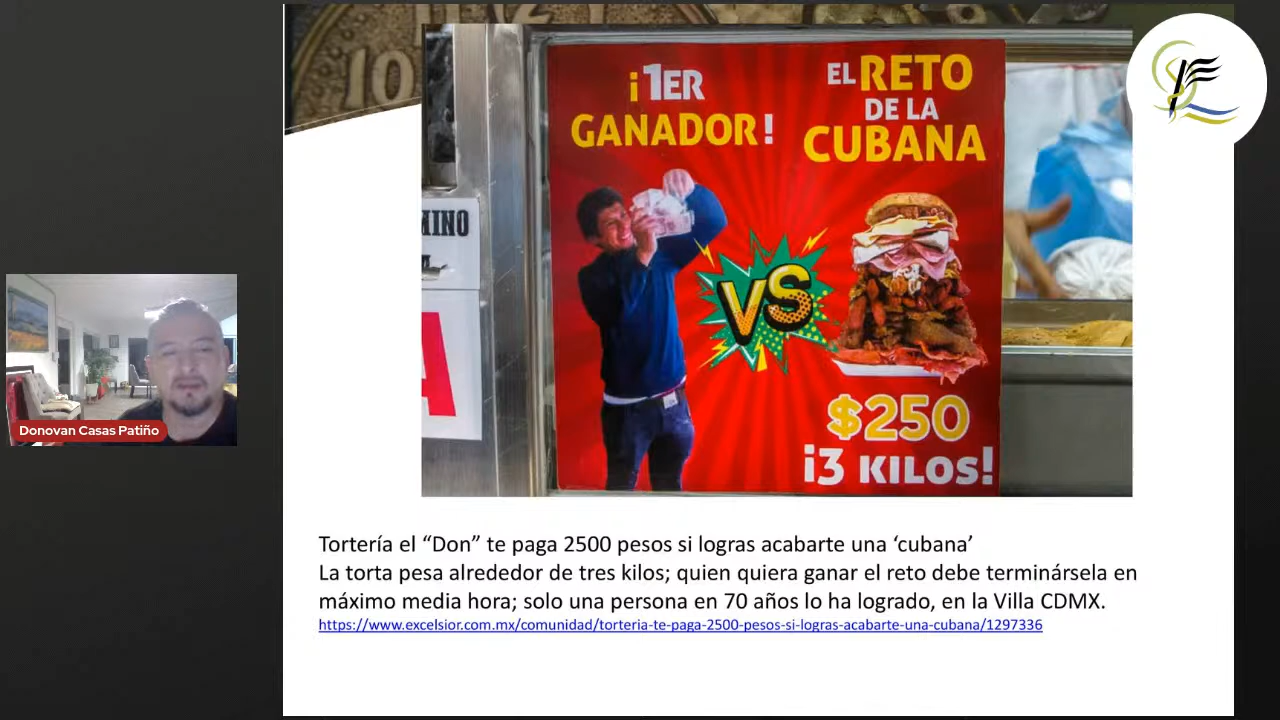 10
¡1ER
GANADOR!
EL RETO
DE LA
CUBANA
MINO
VS
A
$250
¡3 KILOS!
Donovan Casas Patiño
Tortería el “Don” te paga 2500 pesos si logras acabarte una ‘cubana’
La torta pesa alrededor de tres kilos; quien quiera ganar el reto debe terminársela en
máximo media hora; solo una persona en 70 años lo ha logrado, en la Villa CDMX.
https://www.excelsior.com.mx/comunidad/torteria-te-paga-2500-pesos-si-logras-acabarte-una-cubana/1297336